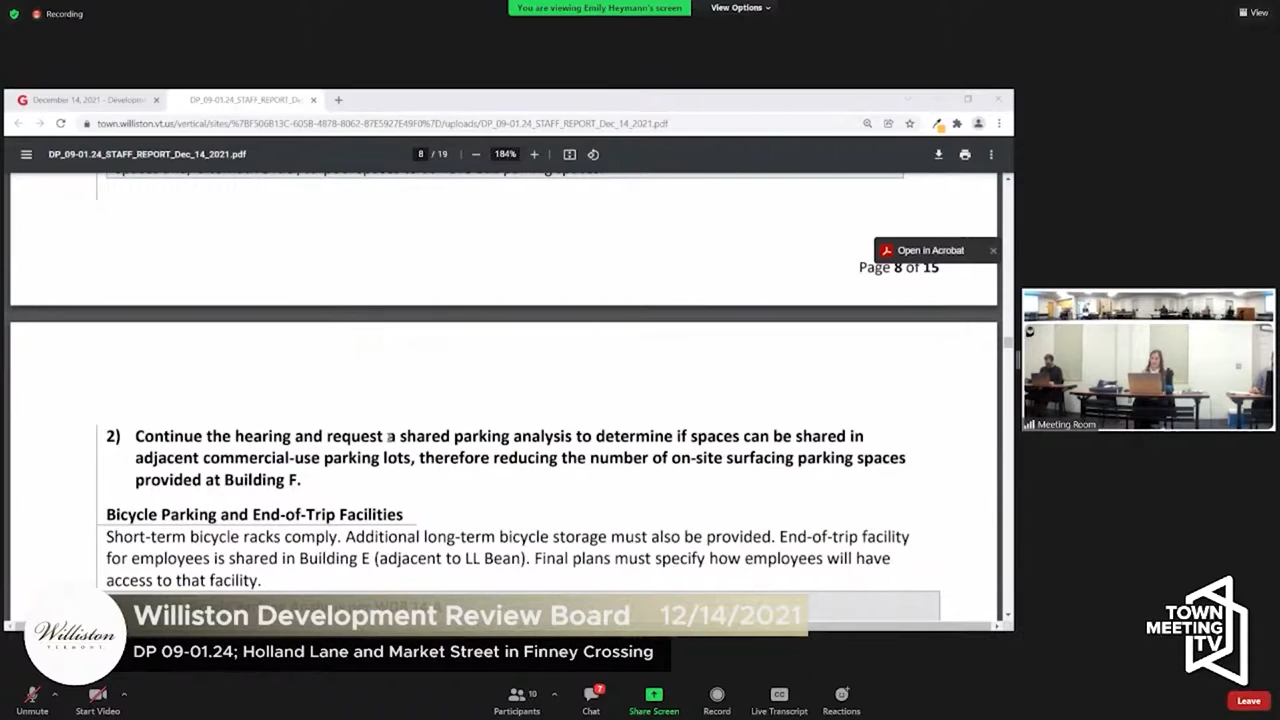 Recording
You are viewing Emily Heymann's screen
View Options
View
December 14, 2021 - Developm
DP_09-01.24_STAFF_REPORT_De
town.williston.vt.us/vertical/sites/%7BF506B13C-605B-4878-8062-87E5927E49F0%7D/uploads/DP_09-01.24_STAFF_REPORT_Dec_14_2021.pdf
DP_09-01.24_STAFF_REPORT_Dec_14_2021.pdf
8 / 19
184%
Open in Acrobat
Page 8 of 15
2) Continue the hearing and request a shared parking analysis to determine if spaces can be shared in
adjacent commercial-use parking lots, therefore reducing the number of on-site surfacing parking spaces
provided at Building F.
Bicycle Parking and End-of-Trip Facilities
Short-term bicycle racks comply. Additional long-term bicycle storage must also be provided. End-of-trip facility
for employees is shared in Building E (adjacent to LL Bean). Final plans must specify how employees will have
access to that facility.
Meeting Room
Williston Development Review Board 12/14/2021
DP 09-01.24; Holland Lane and Market Street in Finney Crossing
Williston
VERMONT
TOWN
MEETING
TV
Unmute
Start Video
Participants
10
Chat
7
Share Screen
Record
CC
Live Transcript
Reactions
Leave